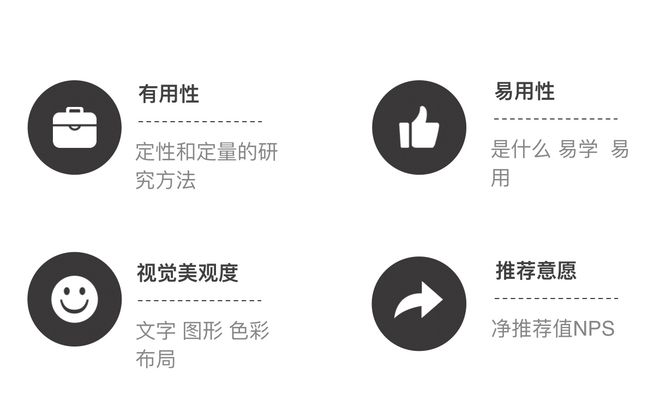 有用性
定性和定量的研
究方法
易用性
是什么 易学 易
用
视觉美观度
文字 图形 色彩
布局
推荐意愿
净推荐值NPS